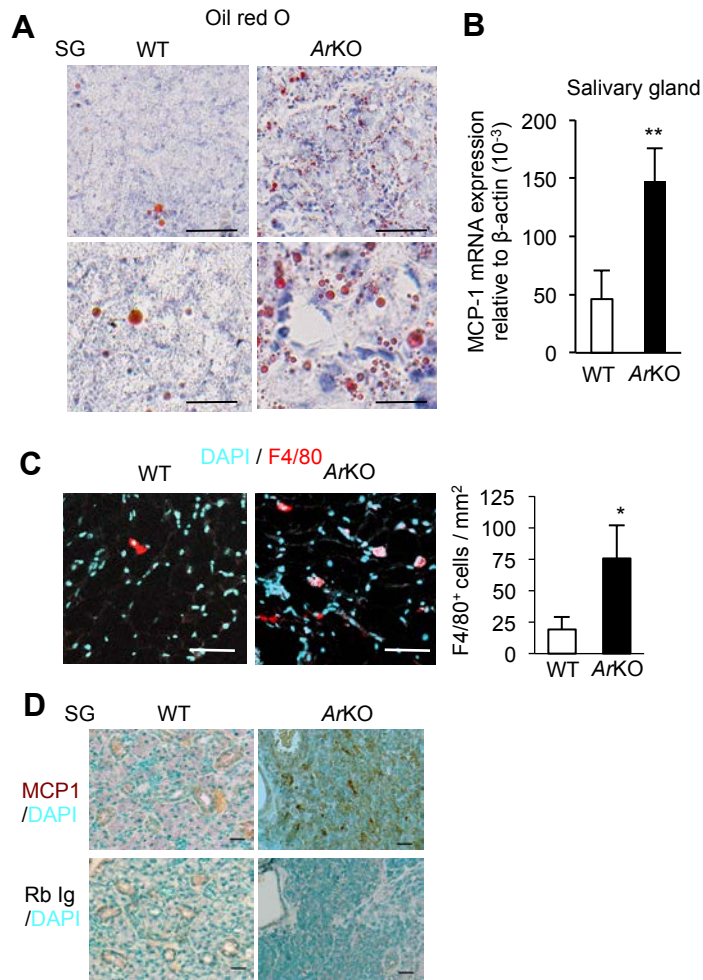 A
Oil red O
SG WT ArKO
B
Salivary gland
MCP-1 mRNA expression
relative to β-actin (10-3)
200
150
100
50
0
**
WT ArKO
C
DAPI / F4/80
WT ArKO
F4/80+ cells / mm2
125
100
75
50
25
0
*
WT ArKO
D
SG WT ArKO
MCP1
/DAPI
Rb Ig
/DAPI